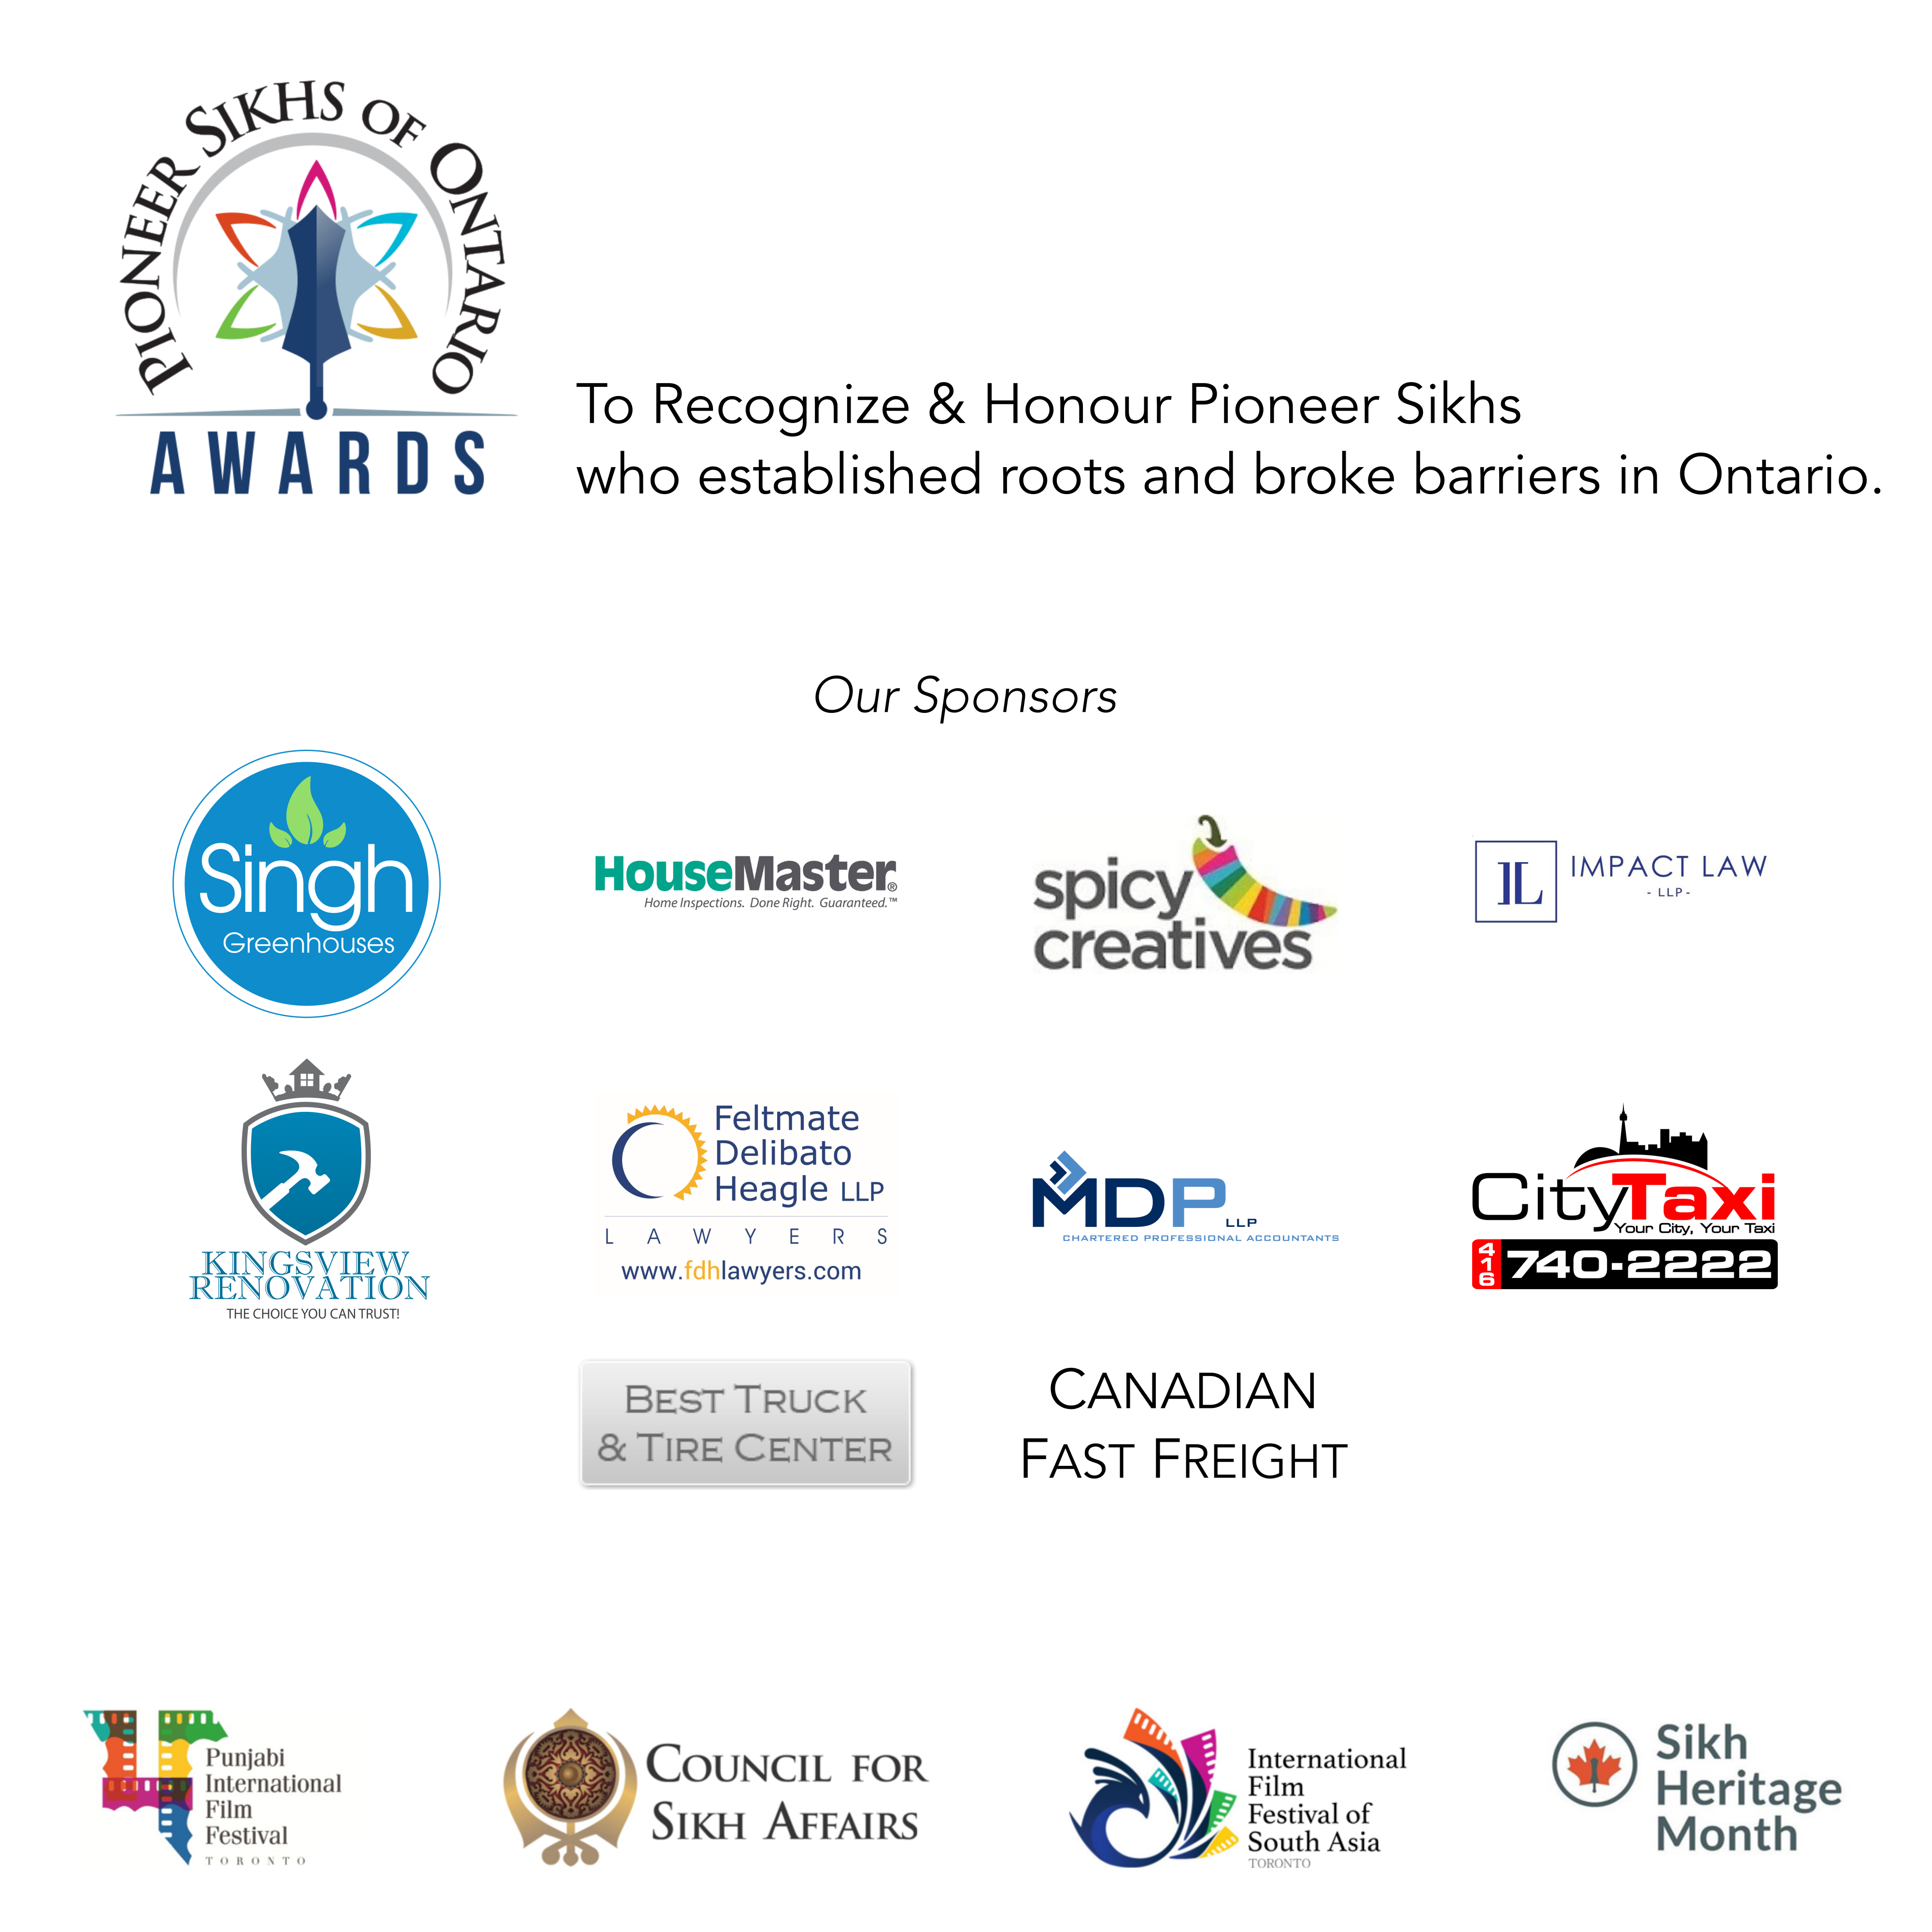 PIONEER SIKHS OF ONTARIO
AWARDS
To Recognize & Honour Pioneer Sikhs
who established roots and broke barriers in Ontario.
Our Sponsors
Singh
Greenhouses
HouseMaster®
Home Inspections. Done Right. Guaranteed.™
spicy
creatives
IL
IMPACT LAW
- LLP -
KINGSVIEW
RENOVATION
THE CHOICE YOU CAN TRUST!
Feltmate
Delibato
Heagle LLP
LAWYERS
www.fdhlawyers.com
MDP LLP
CHARTERED PROFESSIONAL ACCOUNTANTS
CityTaxi
Your City, Your Taxi
416 740-2222
BEST TRUCK
& TIRE CENTER
CANADIAN
FAST FREIGHT
Punjabi
International
Film
Festival
TORONTO
COUNCIL FOR
SIKH AFFAIRS
International
Film
Festival of
South Asia
TORONTO
Sikh
Heritage
Month